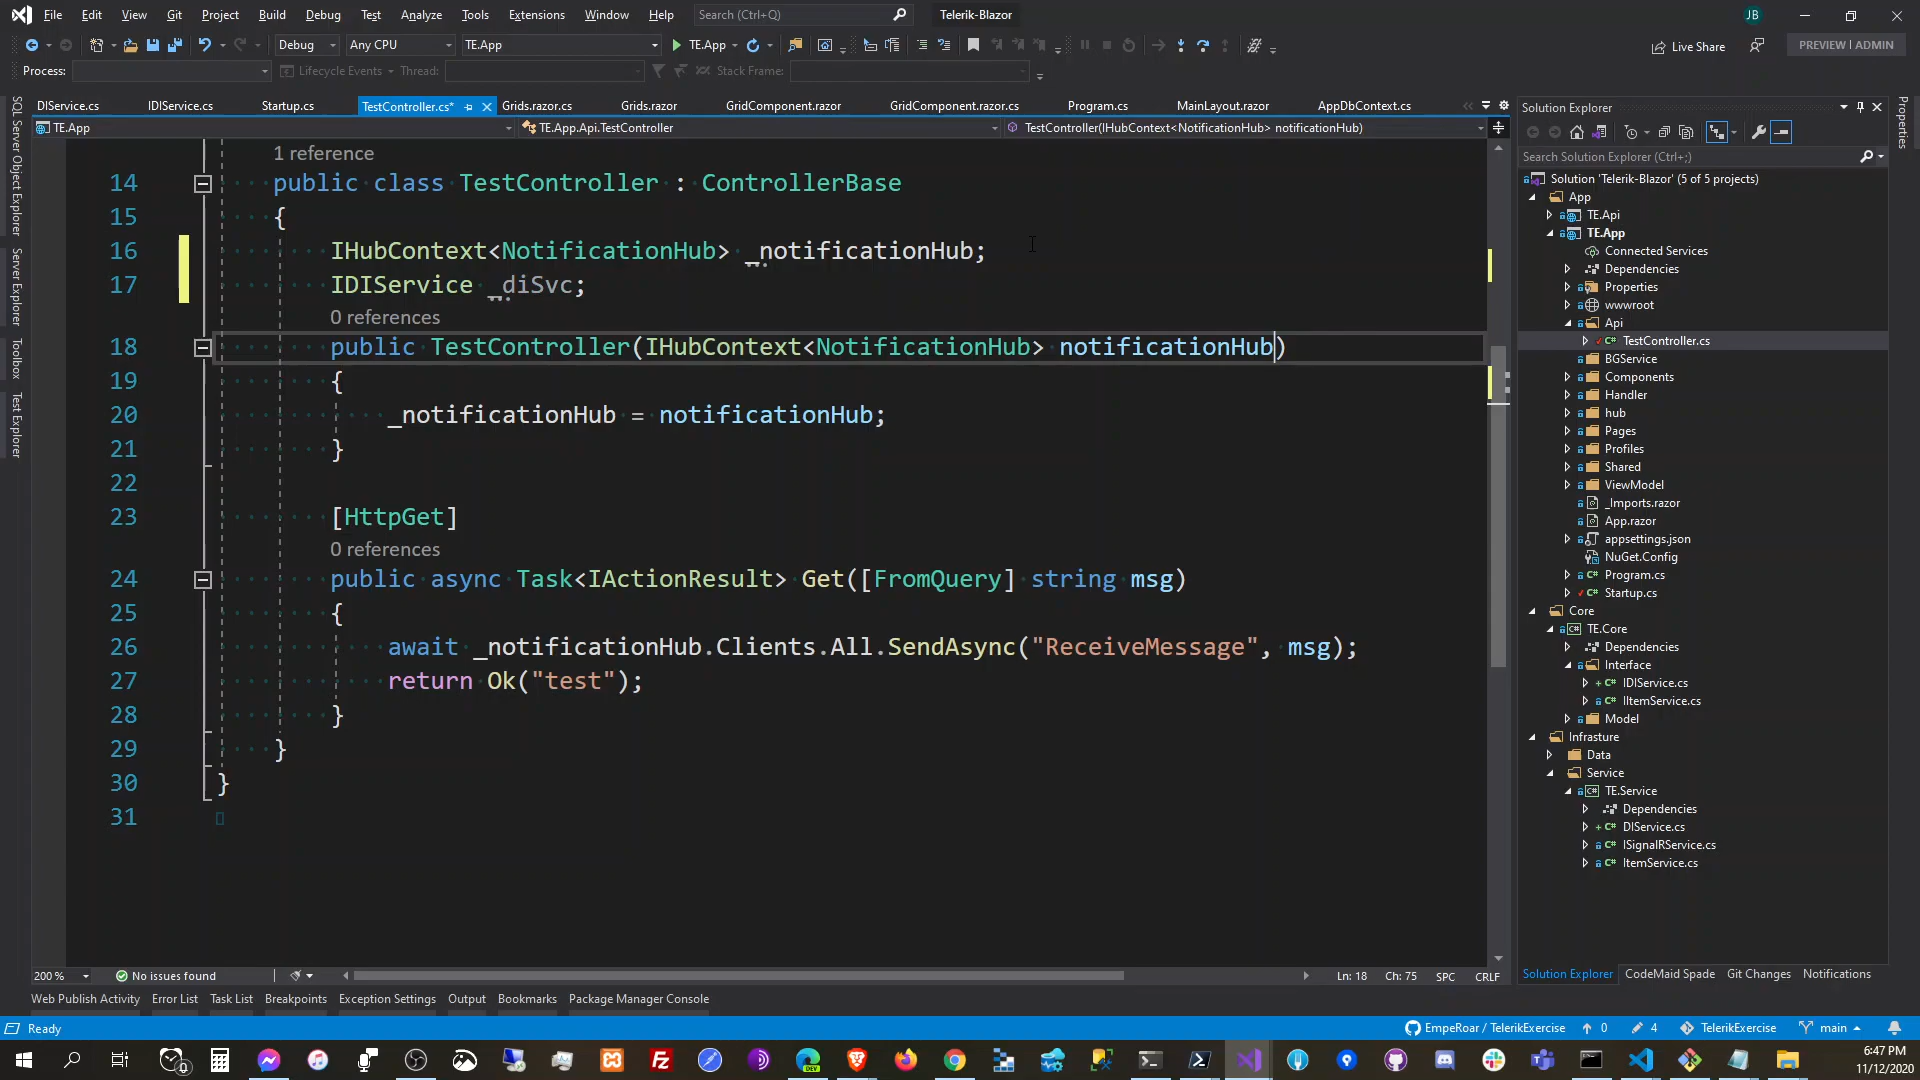 File Edit View Git Project Build Debug Test Analyze Tools Extensions Window Help Search (Ctrl+Q) Telerik-Blazor JB
Debug Any CPU TE.App TE.App Live Share PREVIEW | ADMIN
Process: Lifecycle Events Thread: Stack Frame:
DIService.cs IDIService.cs Startup.cs TestController.cs* Grids.razor.cs Grids.razor GridComponent.razor GridComponent.razor.cs Program.cs MainLayout.razor AppDbContext.cs
TE.App TE.App.Api.TestController TestController(IHubContext<NotificationHub> notificationHub)
SQL Server Object Explorer
Server Explorer
Toolbox
Test Explorer
1 reference
14 public class TestController : ControllerBase
15 {
16 IHubContext<NotificationHub> _notificationHub;
17 IDIService _diSvc;
0 references
18 public TestController(IHubContext<NotificationHub> notificationHub)
19 {
20 _notificationHub = notificationHub;
21 }
22
23 [HttpGet]
0 references
24 public async Task<IActionResult> Get([FromQuery] string msg)
25 {
26 await _notificationHub.Clients.All.SendAsync("ReceiveMessage", msg);
27 return Ok("test");
28 }
29 }
30 }
31
200 % No issues found Ln: 18 Ch: 75 SPC CRLF
Solution Explorer
Search Solution Explorer (Ctrl+;)
Solution 'Telerik-Blazor' (5 of 5 projects)
App
TE.Api
TE.App
Connected Services
Dependencies
Properties
wwwroot
Api
TestController.cs
BGService
Components
Handler
hub
Pages
Profiles
Shared
ViewModel
_Imports.razor
App.razor
appsettings.json
NuGet.Config
Program.cs
Startup.cs
Core
TE.Core
Dependencies
Interface
IDIService.cs
IItemService.cs
Model
Infrasture
Data
Service
TE.Service
Dependencies
DIService.cs
ISignalRService.cs
ItemService.cs
Solution Explorer CodeMaid Spade Git Changes Notifications
Properties
Web Publish Activity Error List Task List Breakpoints Exception Settings Output Bookmarks Package Manager Console
Ready EmpeRoar / TelerikExercise 0 4 TelerikExercise main
6:47 PM
11/12/2020